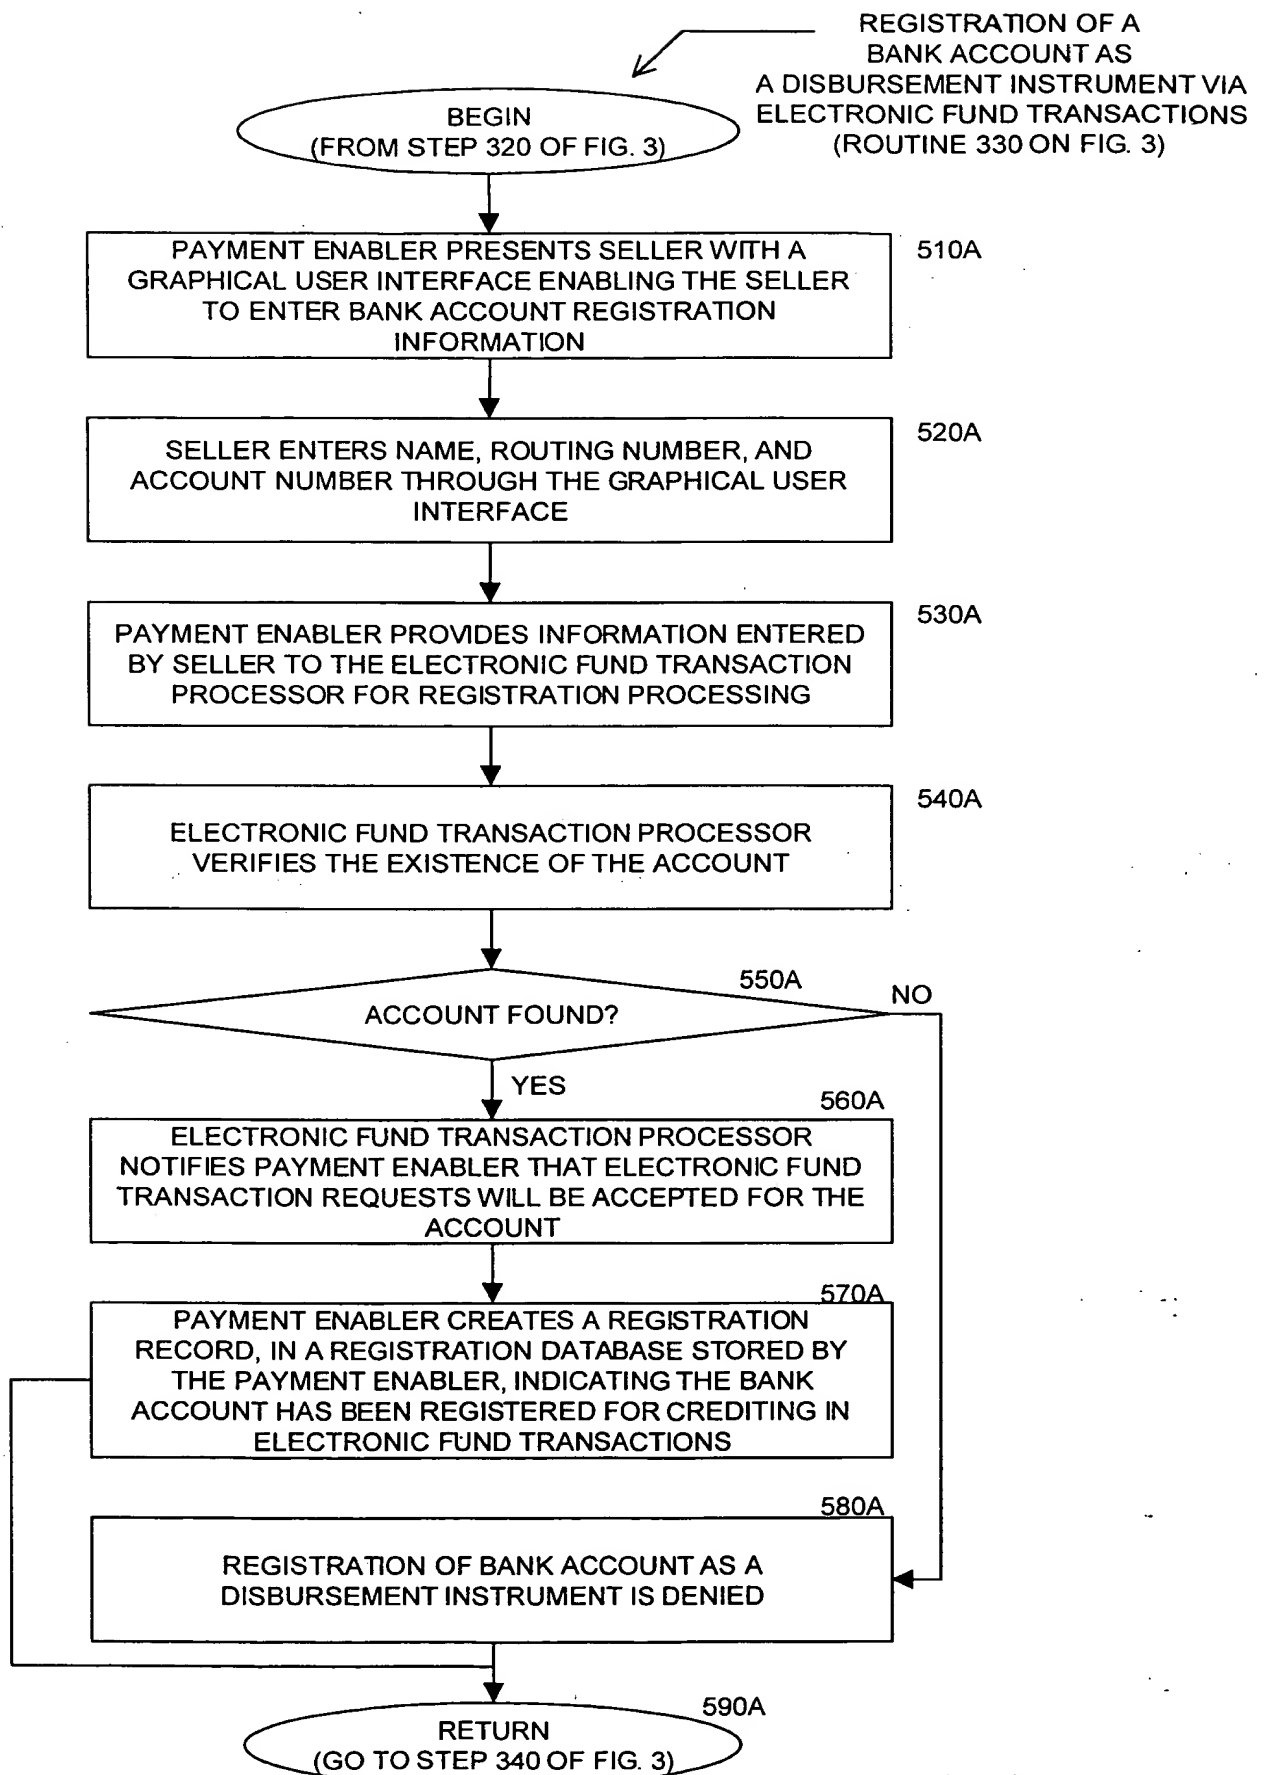 REGISTRATION OF A
BANK ACCOUNT AS
A DISBURSEMENT INSTRUMENT VIA
ELECTRONIC FUND TRANSACTIONS
(ROUTINE 330 ON FIG. 3)
BEGIN
(FROM STEP 320 OF FIG. 3)
510A
PAYMENT ENABLER PRESENTS SELLER WITH A
GRAPHICAL USER INTERFACE ENABLING THE SELLER
TO ENTER BANK ACCOUNT REGISTRATION
INFORMATION
520A
SELLER ENTERS NAME, ROUTING NUMBER, AND
ACCOUNT NUMBER THROUGH THE GRAPHICAL USER
INTERFACE
530A
PAYMENT ENABLER PROVIDES INFORMATION ENTERED
BY SELLER TO THE ELECTRONIC FUND TRANSACTION
PROCESSOR FOR REGISTRATION PROCESSING
540A
ELECTRONIC FUND TRANSACTION PROCESSOR
VERIFIES THE EXISTENCE OF THE ACCOUNT
550A
NO
ACCOUNT FOUND?
YES
560A
ELECTRONIC FUND TRANSACTION PROCESSOR
NOTIFIES PAYMENT ENABLER THAT ELECTRONIC FUND
TRANSACTION REQUESTS WILL BE ACCEPTED FOR THE
ACCOUNT
570A
PAYMENT ENABLER CREATES A REGISTRATION
RECORD, IN A REGISTRATION DATABASE STORED BY
THE PAYMENT ENABLER, INDICATING THE BANK
ACCOUNT HAS BEEN REGISTERED FOR CREDITING IN
ELECTRONIC FUND TRANSACTIONS
580A
REGISTRATION OF BANK ACCOUNT AS A
DISBURSEMENT INSTRUMENT IS DENIED
590A
RETURN
(GO TO STEP 340 OF FIG. 3)